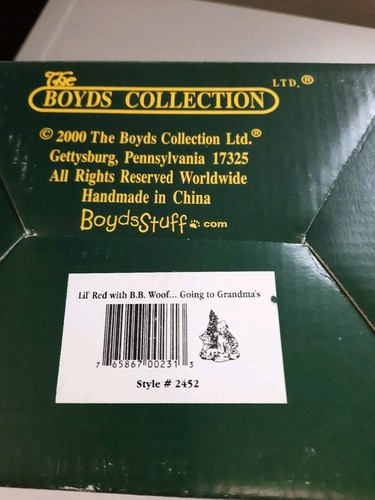 The
BOYDS COLLECTION LTD.®
© 2000 The Boyds Collection Ltd.®
Gettysburg, Pennsylvania 17325
All Rights Reserved Worldwide
Handmade in China
BoydsStuff.com
Lil' Red with B.B. Woof... Going to Grandma's
7 65867 00231 3
Style # 2452